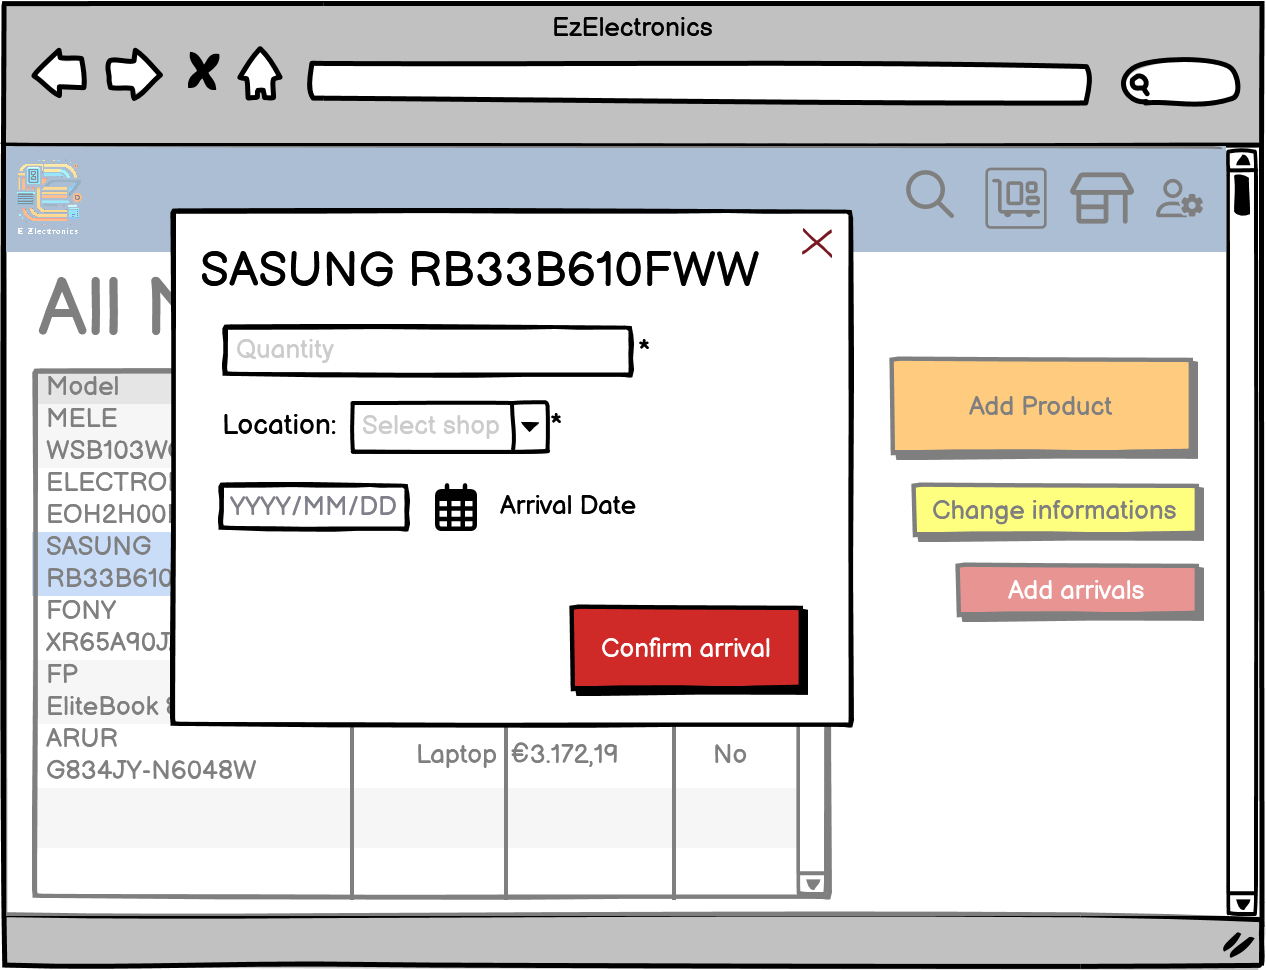 EzElectronics
E Electronics
SASUNG RB33B610FWW
All
Quantity *
Model
Add Product
MELE
Location: Select shop *
WSB103W
ELECTRO
YYYY/MM/DD Arrival Date
Change informations
EOH2H00
SASUNG
RB33B610
Add arrivals
FONY
XR65A90J
Confirm arrival
FP
EliteBook
ARUR
Laptop €3.172,19 No
G834JY-N6048W